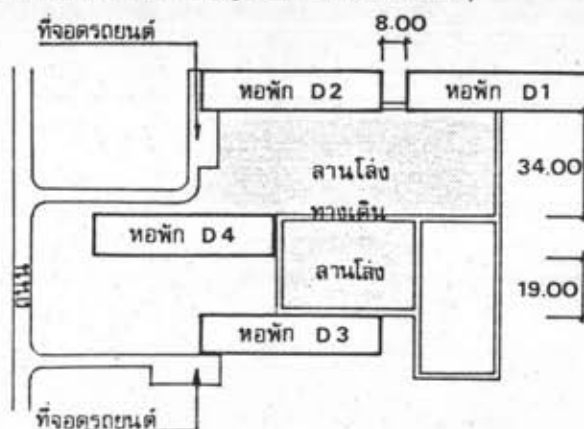 ที่จอดรถยนต์
8.00
หอพัก D2
หอพัก D1
ลานโล่ง
34.00
ทางเดิน
หอพัก D4
ลานโล่ง
ถนน
19.00
หอพัก D3
ที่จอดรถยนต์